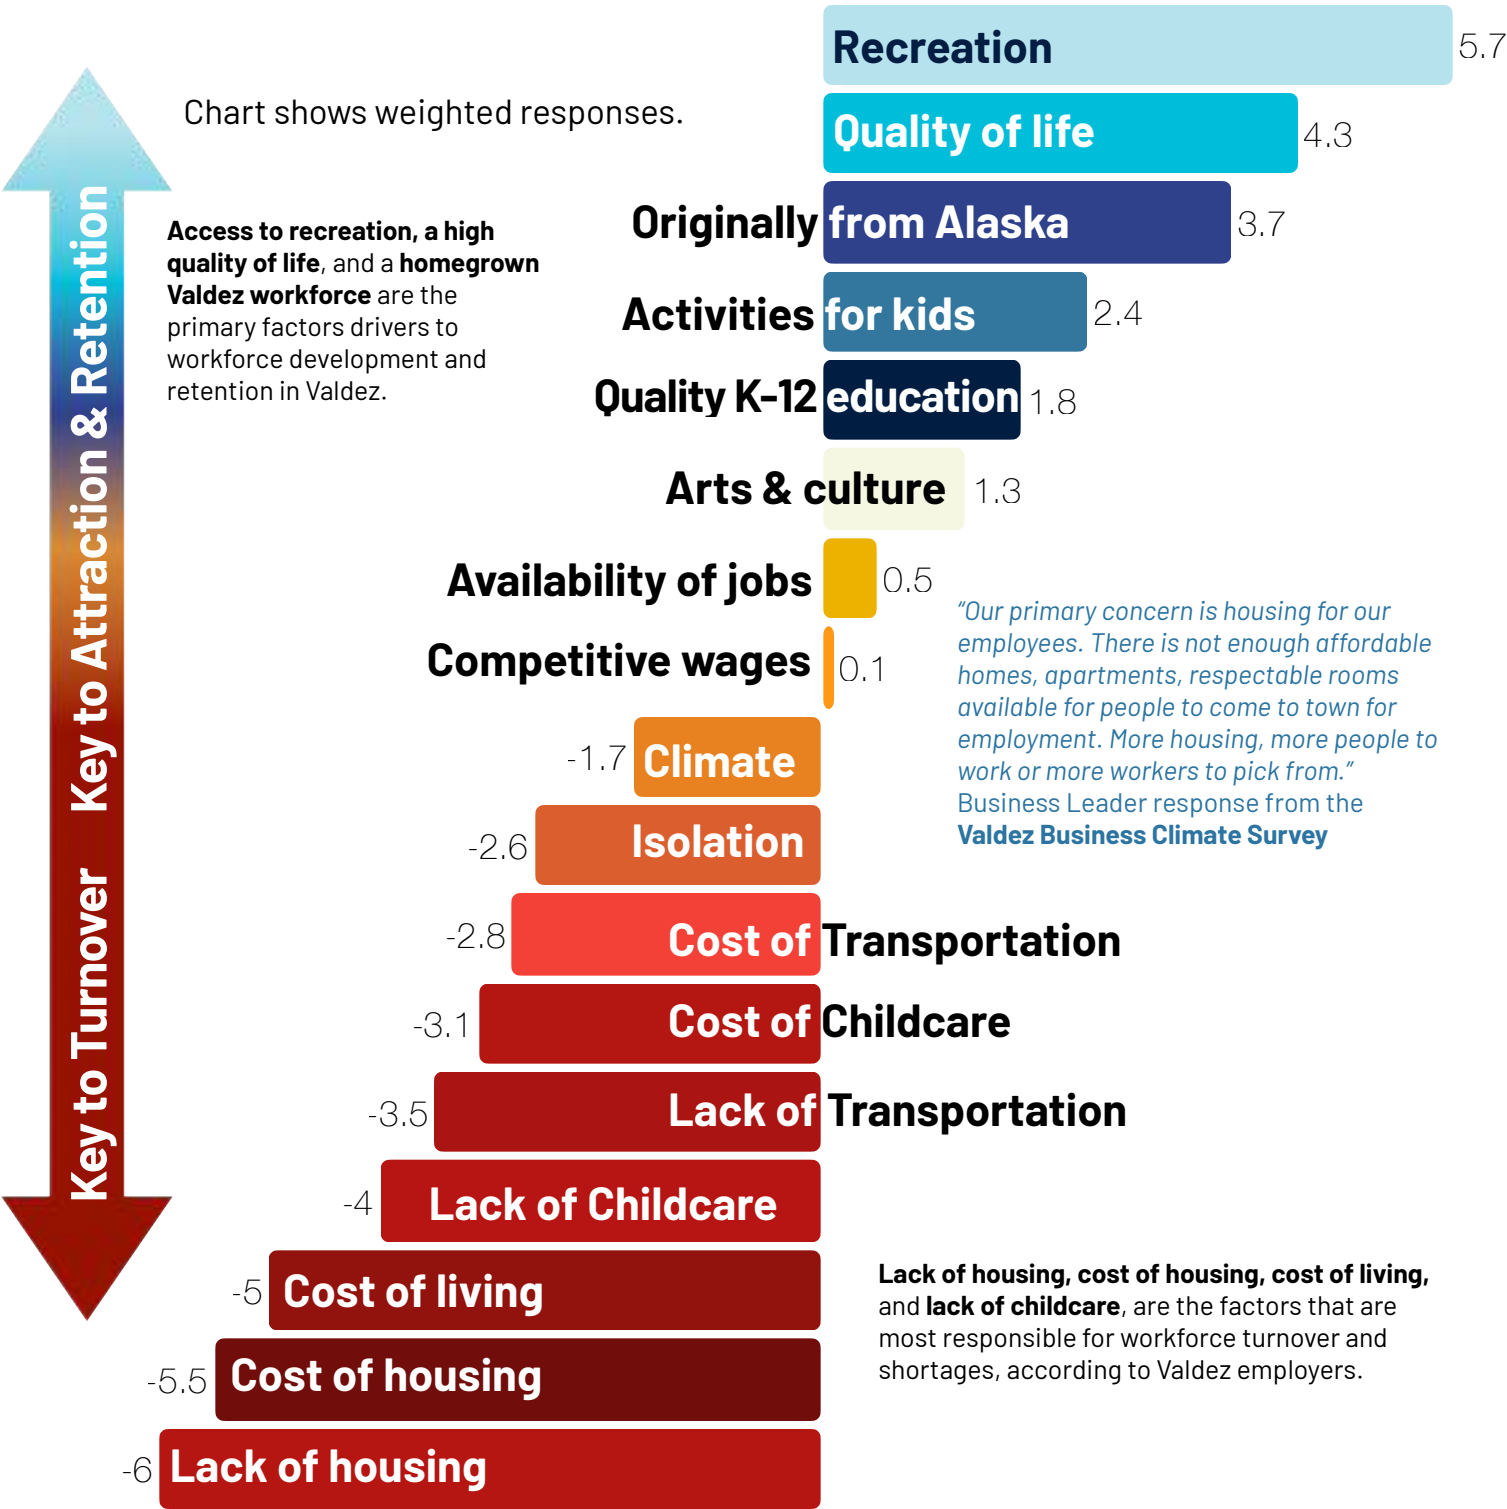 Recreation 5.7
Chart shows weighted responses.
Quality of life 4.3
Originally from Alaska 3.7
Access to recreation, a high
quality of life, and a homegrown
Valdez workforce are the
primary factors drivers to
workforce development and
retention in Valdez.
Activities for kids 2.4
Quality K-12 education 1.8
Arts & culture 1.3
Availability of jobs 0.5
Competitive wages 0.1
“Our primary concern is housing for our
employees. There is not enough affordable
homes, apartments, respectable rooms
available for people to come to town for
employment. More housing, more people to
work or more workers to pick from.”
Business Leader response from the
Valdez Business Climate Survey
-1.7 Climate
-2.6 Isolation
-2.8 Cost of Transportation
-3.1 Cost of Childcare
-3.5 Lack of Transportation
-4 Lack of Childcare
-5 Cost of living
-5.5 Cost of housing
-6 Lack of housing
Lack of housing, cost of housing, cost of living,
and lack of childcare, are the factors that are
most responsible for workforce turnover and
shortages, according to Valdez employers.
Key to Attraction & Retention
Key to Turnover